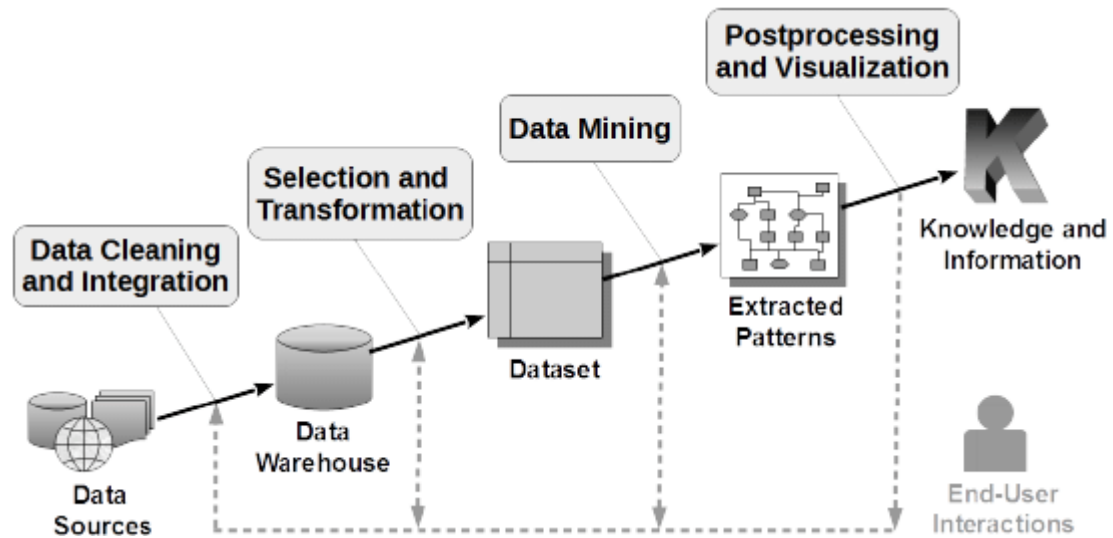 Postprocessing
and Visualization
Data Mining
Selection and
Transformation
Data Cleaning
and Integration
Knowledge and
Information
Extracted
Patterns
Dataset
Data
Warehouse
Data
Sources
End-User
Interactions